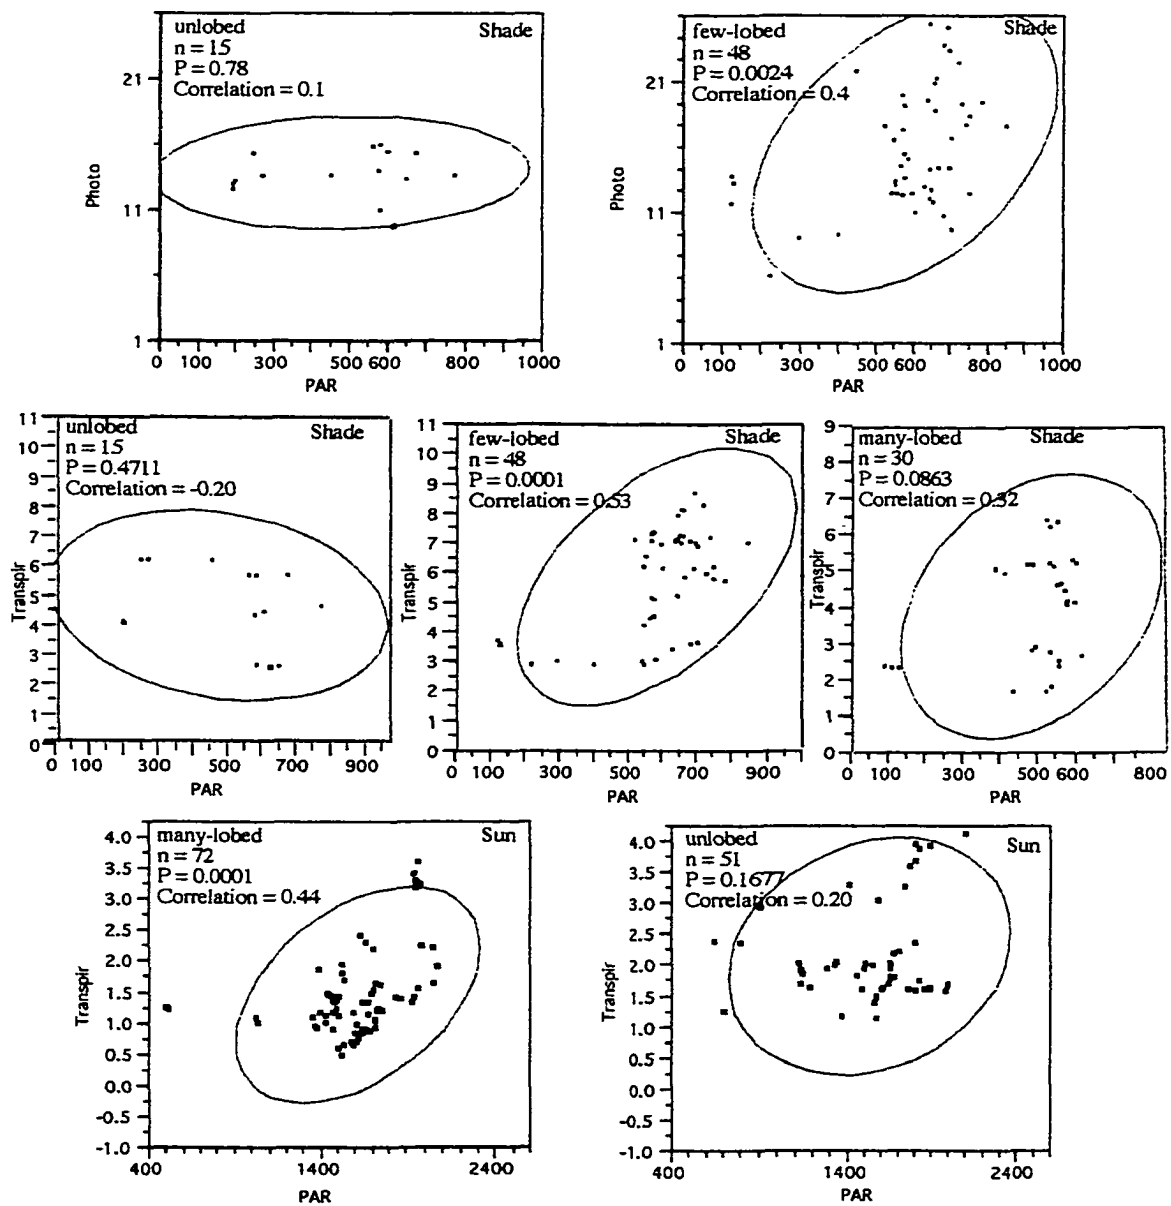 unlobed Shade
n = 15
P = 0.78
Correlation = 0.1
21
11
1
Photo
0 100 300 500 600 800 1000
PAR
few-lobed Shade
n = 48
P = 0.0024
Correlation = 0.4
21
11
1
Photo
0 100 300 500 600 800 1000
PAR
unlobed Shade
n = 15
P = 0.4711
Correlation = -0.20
11
10
9
8
7
6
5
4
3
2
1
0
Transpir
0 100 300 500 700 900
PAR
few-lobed Shade
n = 48
P = 0.0001
Correlation = 0.53
11
10
9
8
7
6
5
4
3
2
1
0
Transpir
0 100 300 500 700 900
PAR
many-lobed Shade
n = 30
P = 0.0863
Correlation = 0.32
9
8
7
6
5
4
3
2
1
0
Transpir
0 100 300 500 600 800
PAR
many-lobed Sun
n = 72
P = 0.0001
Correlation = 0.44
4.0
3.5
3.0
2.5
2.0
1.5
1.0
0.5
0.0
-0.5
-1.0
Transpir
400 1400 2400
PAR
unlobed Sun
n = 51
P = 0.1677
Correlation = 0.20
4.0
3.5
3.0
2.5
2.0
1.5
1.0
0.5
0.0
-0.5
-1.0
Transpir
400 1400 2400
PAR